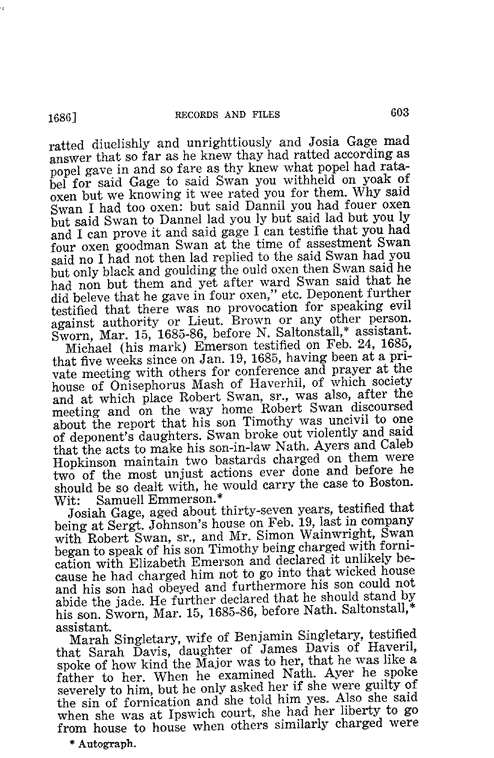 1686] RECORDS AND FILES 603
ratted diuelishly and unrighttiously and Josia Gage mad
answer that so far as he knew thay had ratted according as
popel gave in and so fare as thy knew what popel had rata-
bel for said Gage to said Swan you withheld on yoak of
oxen but we knowing it wee rated you for them. Why said
Swan I had too oxen: but said Dannil you had fouer oxen
but said Swan to Dannel lad you ly but said lad but you ly
and I can prove it and said gage I can testifie that you had
four oxen goodman Swan at the time of assestment Swan
said no I had not then lad replied to the said Swan had you
but only black and goulding the ould oxen then Swan said he
had non but them and yet after ward Swan said that he
did beleve that he gave in four oxen," etc. Deponent further
testified that there was no provocation for speaking evil
against authority or Lieut. Brown or any other person.
Sworn, Mar. 15, 1685-86, before N. Saltonstall,* assistant.
Michael (his mark) Emerson testified on Feb. 24, 1685,
that five weeks since on Jan. 19, 1685, having been at a pri-
vate meeting with others for conference and prayer at the
house of Onisephorus Mash of Haverhil, of which society
and at which place Robert Swan, sr., was also, after the
meeting and on the way home Robert Swan discoursed
about the report that his son Timothy was uncivil to one
of deponent's daughters. Swan broke out violently and said
that the acts to make his son-in-law Nath. Ayers and Caleb
Hopkinson maintain two bastards charged on them were
two of the most unjust actions ever done and before he
should be so dealt with, he would carry the case to Boston.
Wit: Samuell Emmerson.*
Josiah Gage, aged about thirty-seven years, testified that
being at Sergt. Johnson's house on Feb. 19, last in company
with Robert Swan, sr., and Mr. Simon Wainwright, Swan
began to speak of his son Timothy being charged with forni-
cation with Elizabeth Emerson and declared it unlikely be-
cause he had charged him not to go into that wicked house
and his son had obeyed and furthermore his son could not
abide the jade. He further declared that he should stand by
his son. Sworn, Mar. 15, 1685-86, before Nath. Saltonstall,*
assistant.
Marah Singletary, wife of Benjamin Singletary, testified
that Sarah Davis, daughter of James Davis of Haveril,
spoke of how kind the Major was to her, that he was like a
father to her. When he examined Nath. Ayer he spoke
severely to him, but he only asked her if she were guilty of
the sin of fornication and she told him yes. Also she said
when she was at Ipswich court, she had her liberty to go
from house to house when others similarly charged were
* Autograph.